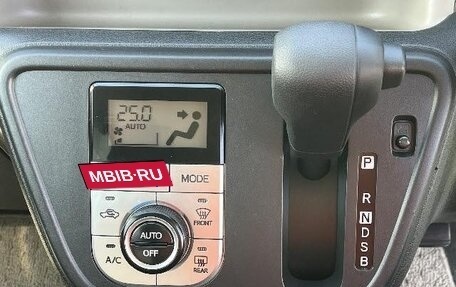 25.0
AUTO
MBIB.RU
MODE
FRONT
AUTO
OFF
A/C
REAR
P
R
N
D
S
B